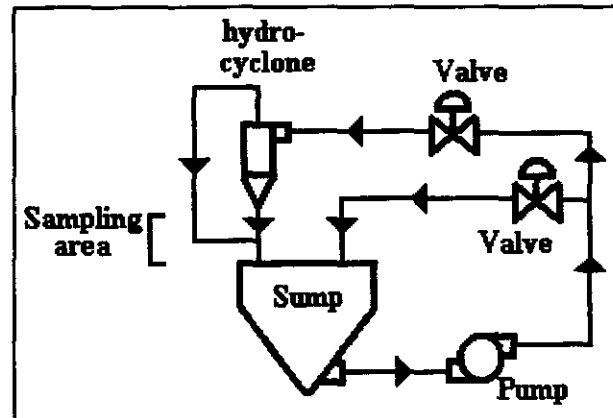 hydro-
cyclone
Valve
Sampling
area
Valve
Sump
Pump